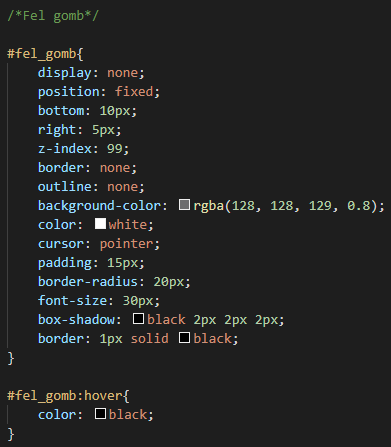 /*Fel gomb*/
#fel_gomb{
display: none;
position: fixed;
bottom: 10px;
right: 5px;
z-index: 99;
border: none;
outline: none;
background-color: rgba(128, 128, 129, 0.8);
color: white;
cursor: pointer;
padding: 15px;
border-radius: 20px;
font-size: 30px;
box-shadow: black 2px 2px 2px;
border: 1px solid black;
}
#fel_gomb:hover{
color: black;
}